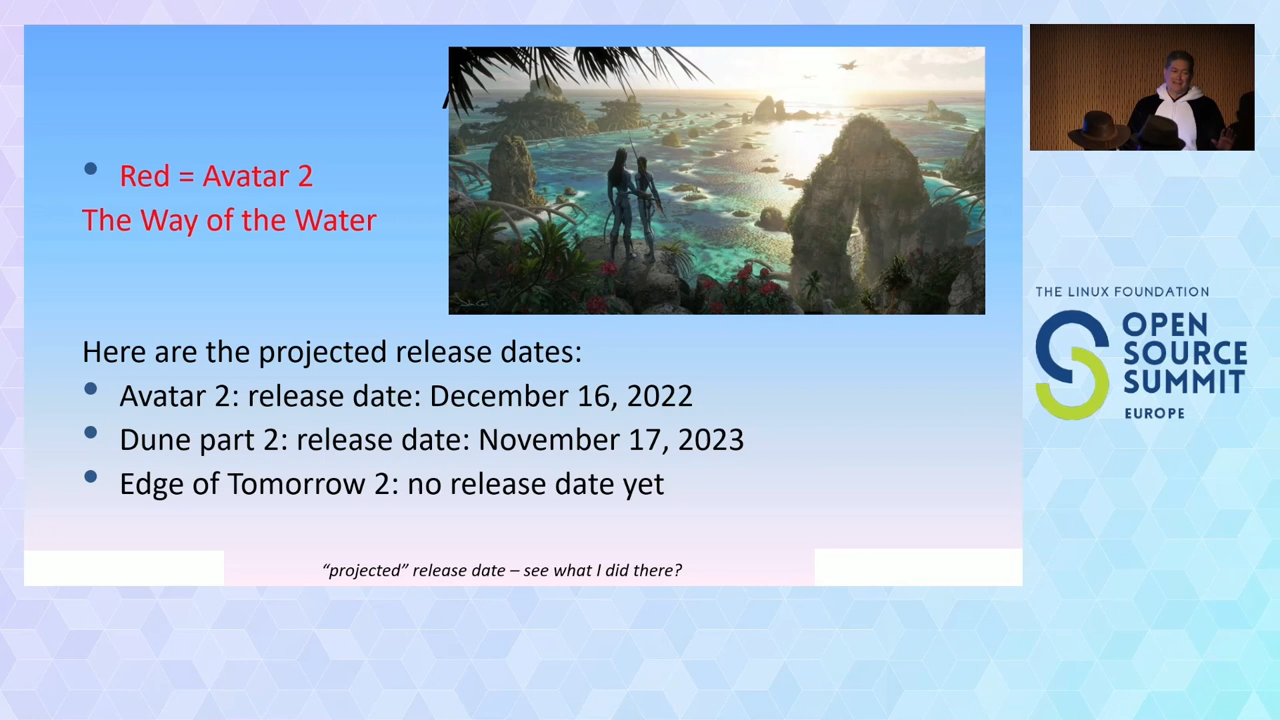 Red = Avatar 2
The Way of the Water
Here are the projected release dates:
Avatar 2: release date: December 16, 2022
Dune part 2: release date: November 17, 2023
Edge of Tomorrow 2: no release date yet
“projected” release date – see what I did there?
THE LINUX FOUNDATION
OPEN
SOURCE
SUMMIT
EUROPE